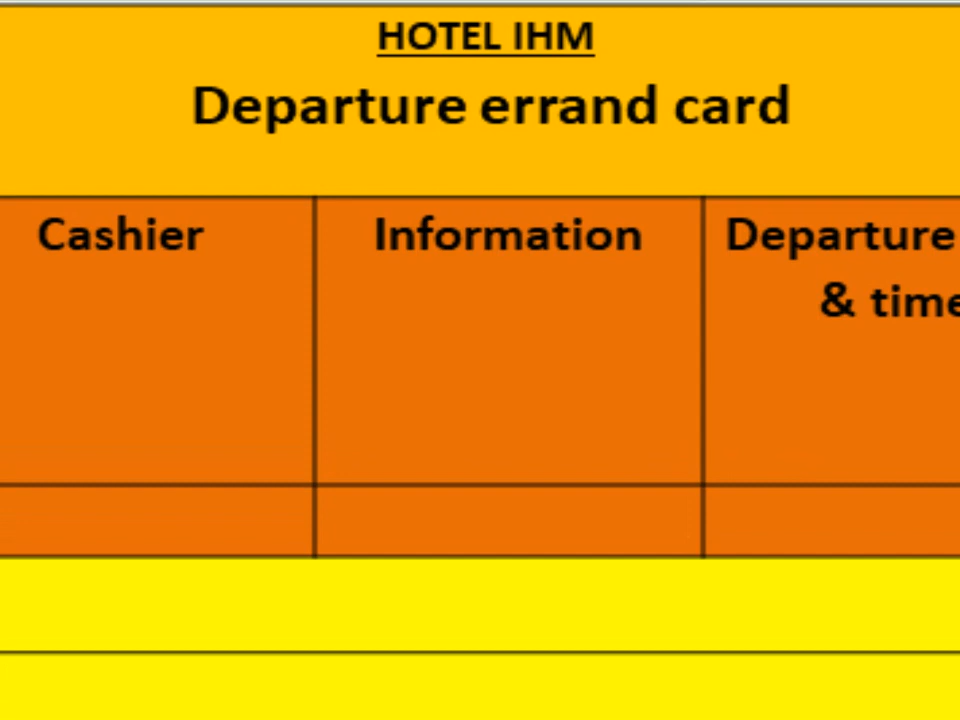 HOTEL IHM
Departure errand card
Cashier
Information
Departure
& time